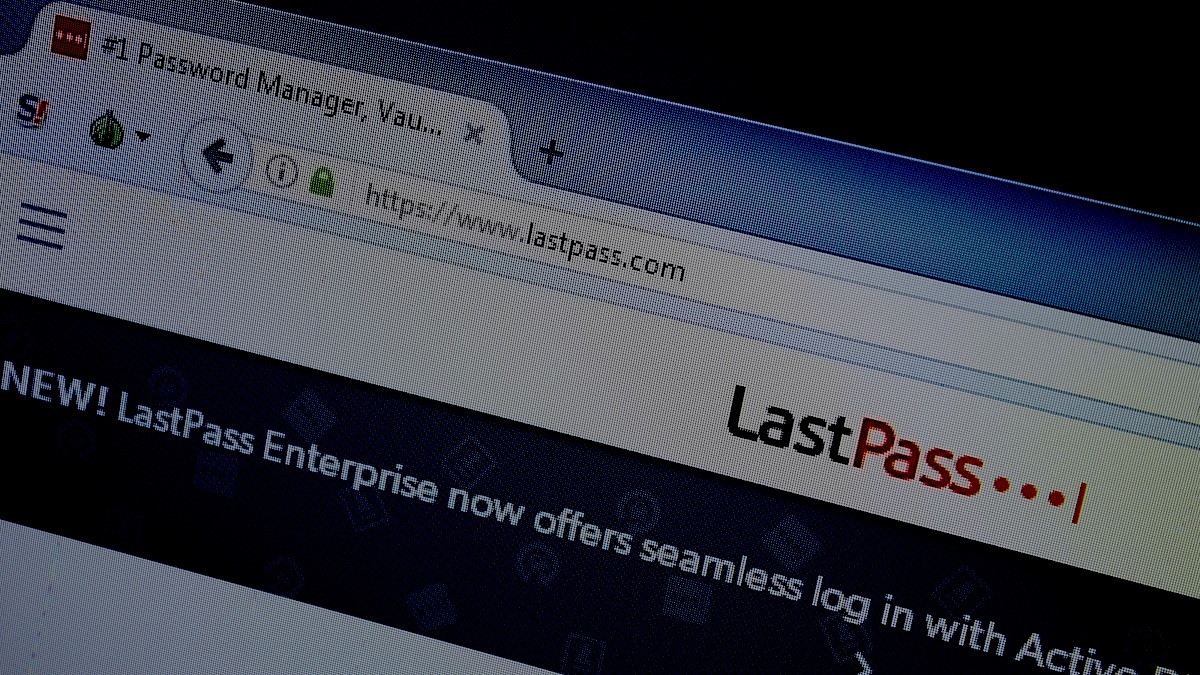 #1 Password Manager, Vau...
https://www.lastpass.com
LastPass
NEW! LastPass Enterprise now offers seamless log in with Active